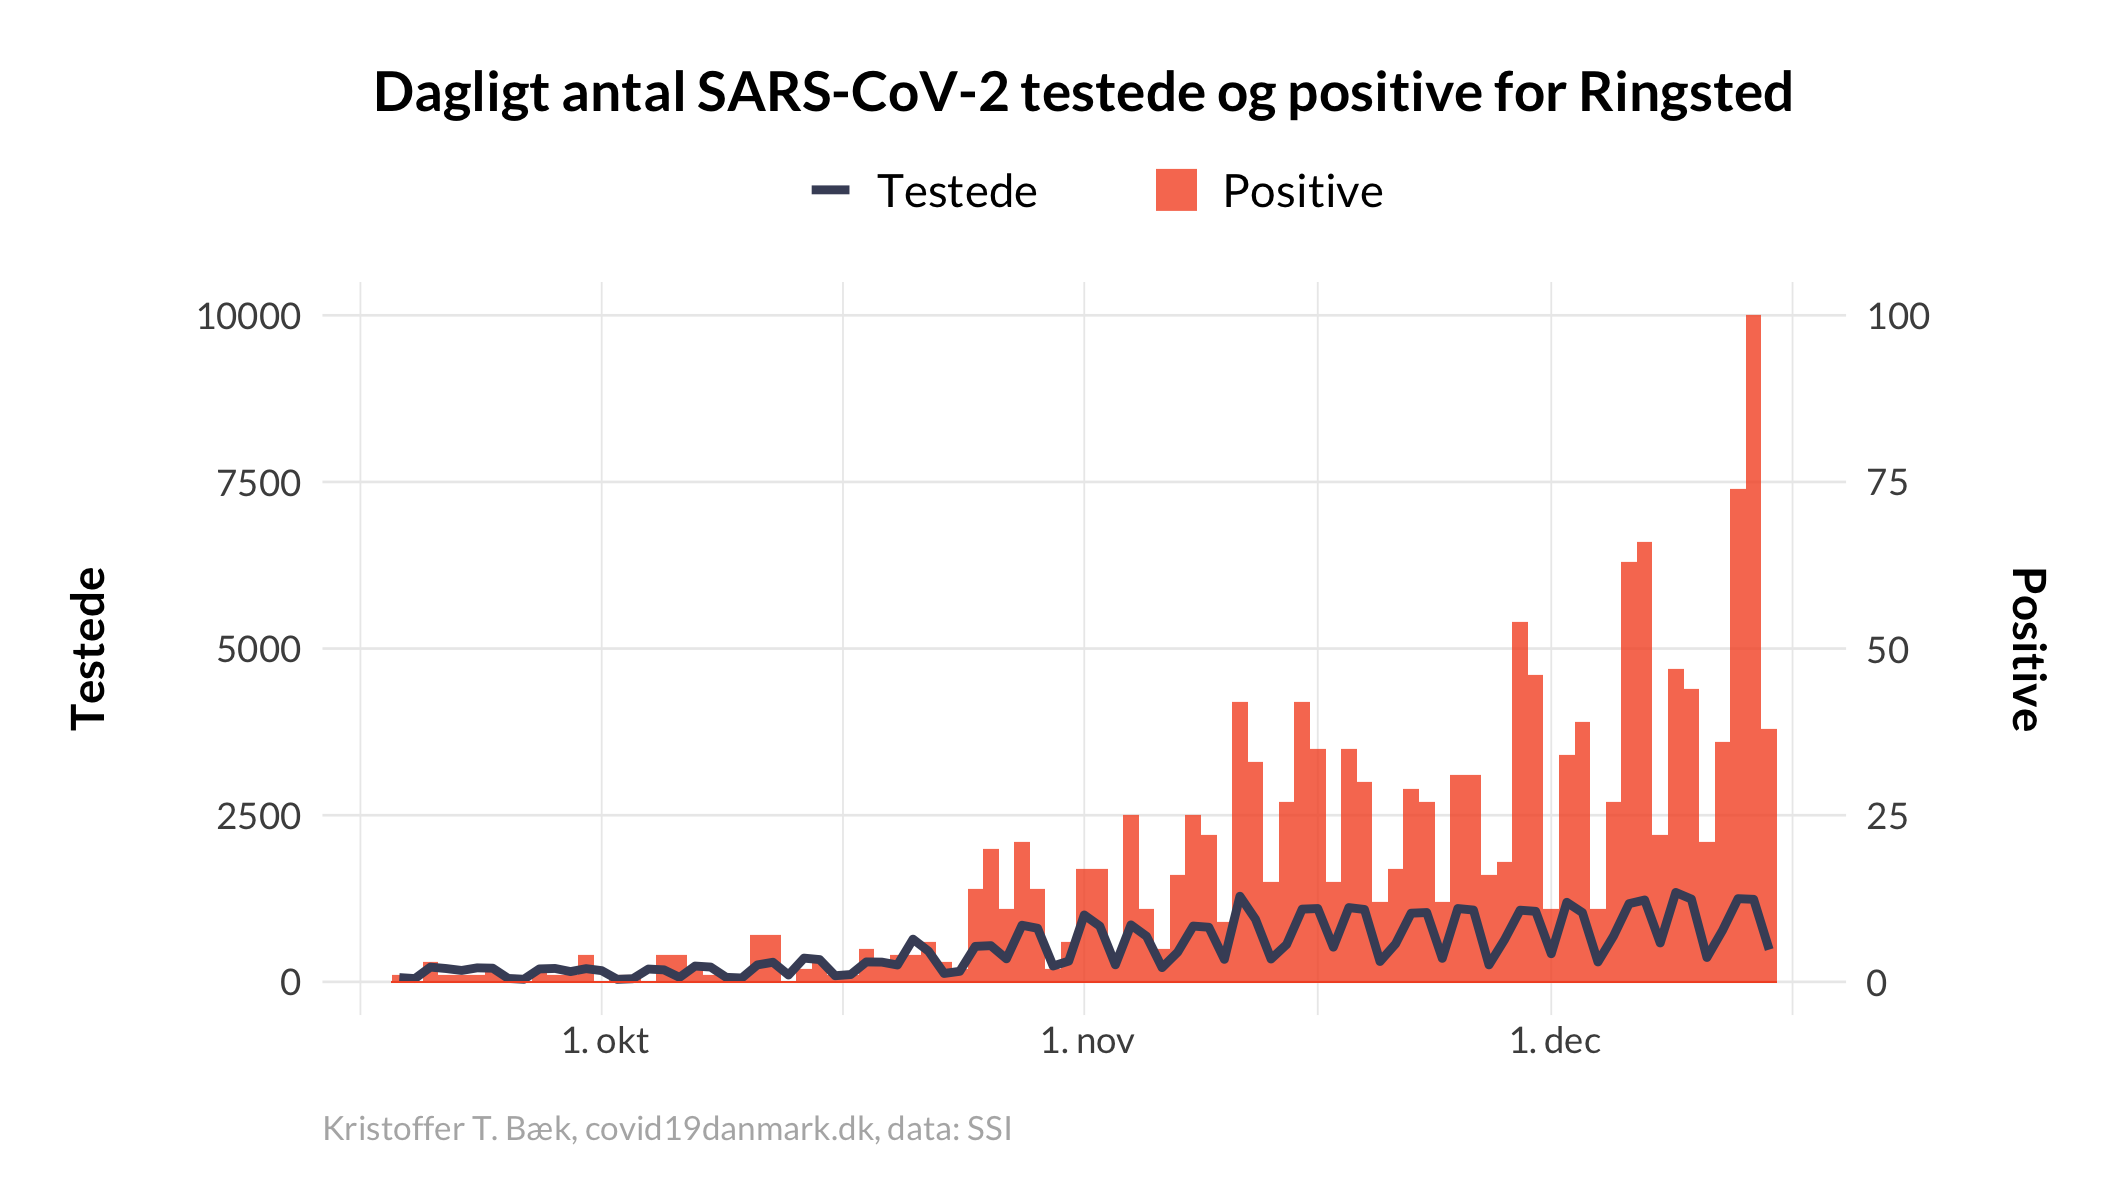 Dagligt antal SARS-CoV-2 testede og positive for Ringsted
Testede
Positive
10000
7500
5000
2500
0
100
75
50
25
0
Testede
Positive
1. okt
1. nov
1. dec
Kristoffer T. Bæk, covid19danmark.dk, data: SSI